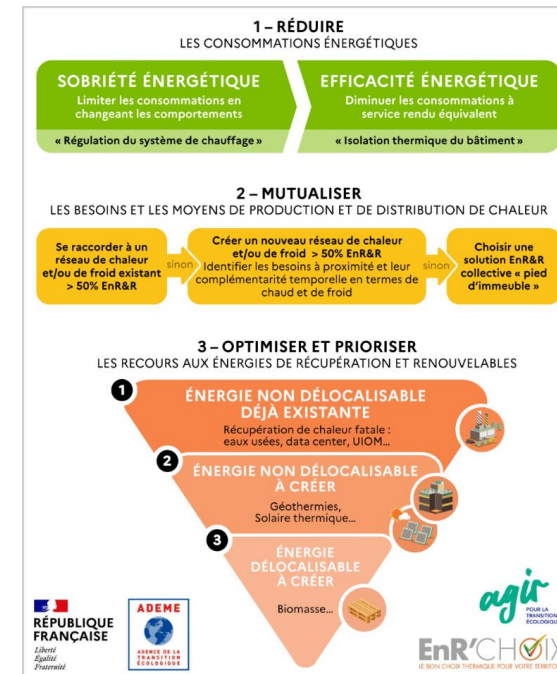 1 – RÉDUIRE
LES CONSOMMATIONS ÉNERGÉTIQUES
SOBRIÉTÉ ÉNERGÉTIQUE
Limiter les consommations en
changeant les comportements
« Régulation du système de chauffage »
EFFICACITÉ ÉNERGÉTIQUE
Diminuer les consommations à
service rendu équivalent
« Isolation thermique du bâtiment »
2 – MUTUALISER
LES BESOINS ET LES MOYENS DE PRODUCTION ET DE DISTRIBUTION DE CHALEUR
Se raccorder à un
réseau de chaleur
et/ou de froid existant
> 50% EnR&R
sinon
Créer un nouveau réseau de chaleur
et/ou de froid > 50% EnR&R
Identifier les besoins à proximité et leur
complémentarité temporelle en termes de
chaud et de froid
sinon
Choisir une
solution EnR&R
collective « pied
d'immeuble »
3 – OPTIMISER ET PRIORISER
LES RECOURS AUX ÉNERGIES DE RÉCUPÉRATION ET RENOUVELABLES
1
ÉNERGIE NON DÉLOCALISABLE
DÉJÀ EXISTANTE
Récupération de chaleur fatale :
eaux usées, data center, UIOM...
2
ÉNERGIE NON DÉLOCALISABLE
À CRÉER
Géothermies,
Solaire thermique...
3
ÉNERGIE
DÉLOCALISABLE
À CRÉER
Biomasse...
RÉPUBLIQUE
FRANÇAISE
Liberté
Égalité
Fraternité
ADEME
AGENCE DE LA
TRANSITION
ÉCOLOGIQUE
agir
POUR LA
TRANSITION
ÉCOLOGIQUE
EnR'CHOIX
LE BON CHOIX THERMIQUE POUR VOTRE TERRITO